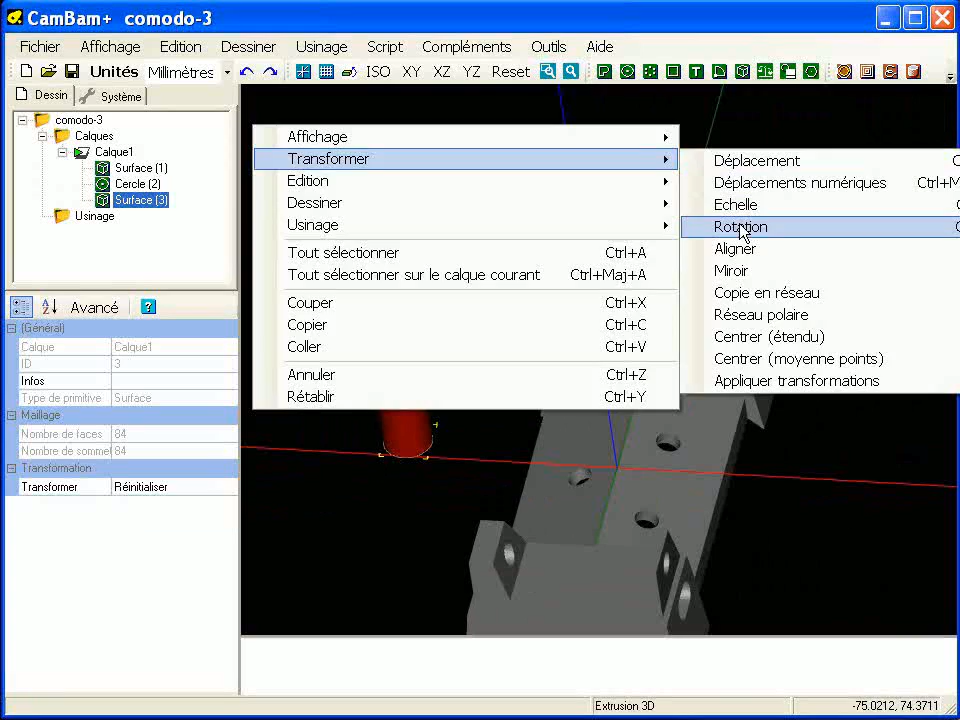 CamBam+ comodo-3
Fichier Affichage Edition Dessiner Usinage Script Compléments Outils Aide
Unités Millimètres ISO XY XZ YZ Reset
Dessin Système
comodo-3
Calques
Calque1
Surface (1)
Cercle (2)
Surface (3)
Usinage
Avancé
(Général)
Calque Calque1
ID 3
Infos
Type de primitive Surface
Maillage
Nombre de faces 84
Nombre de sommet 84
Transformation
Transformer Réinitialiser
Affichage
Transformer
Edition
Dessiner
Usinage
Tout sélectionner Ctrl+A
Tout sélectionner sur le calque courant Ctrl+Maj+A
Couper Ctrl+X
Copier Ctrl+C
Coller Ctrl+V
Annuler Ctrl+Z
Rétablir Ctrl+Y
Déplacement C
Déplacements numériques Ctrl+M
Echelle C
Rotation C
Aligner
Miroir
Copie en réseau
Réseau polaire
Centrer (étendu)
Centrer (moyenne points)
Appliquer transformations
Extrusion 3D -75.0212, 74.3711